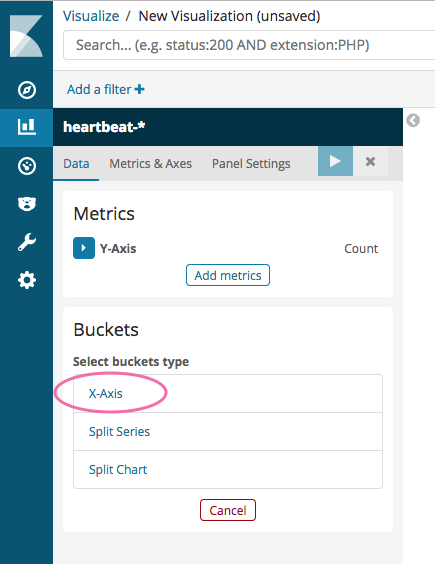 Visualize / New Visualization (unsaved)
Search... (e.g. status:200 AND extension:PHP)
Add a filter +
heartbeat-*
Data Metrics & Axes Panel Settings
Metrics
Y-Axis Count
Add metrics
Buckets
Select buckets type
X-Axis
Split Series
Split Chart
Cancel